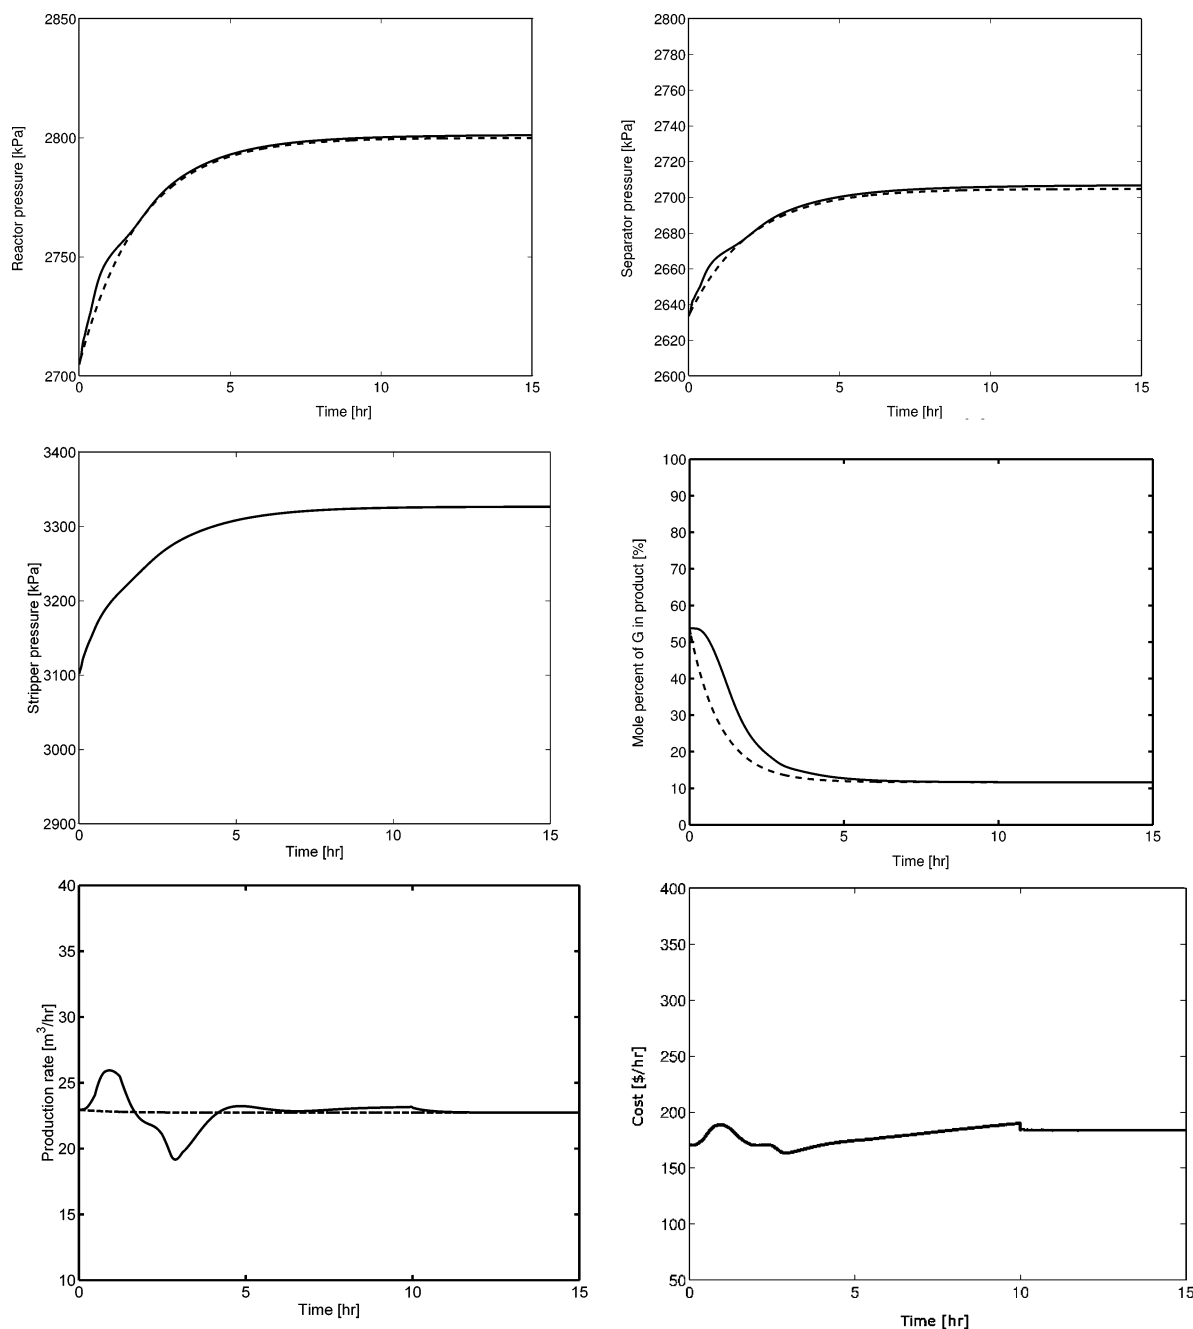 2850
2800
2750
2700
0 5 10 15
Reactor pressure [kPa]
Time [hr]
2800
2780
2760
2740
2720
2700
2680
2660
2640
2620
2600
0 5 10 15
Separator pressure [kPa]
Time [hr]
3400
3300
3200
3100
3000
2900
0 5 10 15
Stripper pressure [kPa]
Time [hr]
100
90
80
70
60
50
40
30
20
10
0
0 5 10 15
Mole percent of G in product [%]
Time [hr]
40
35
30
25
20
15
10
0 5 10 15
Production rate [m³/hr]
Time [hr]
400
350
300
250
200
150
100
50
0 5 10 15
Cost [$/hr]
Time [hr]